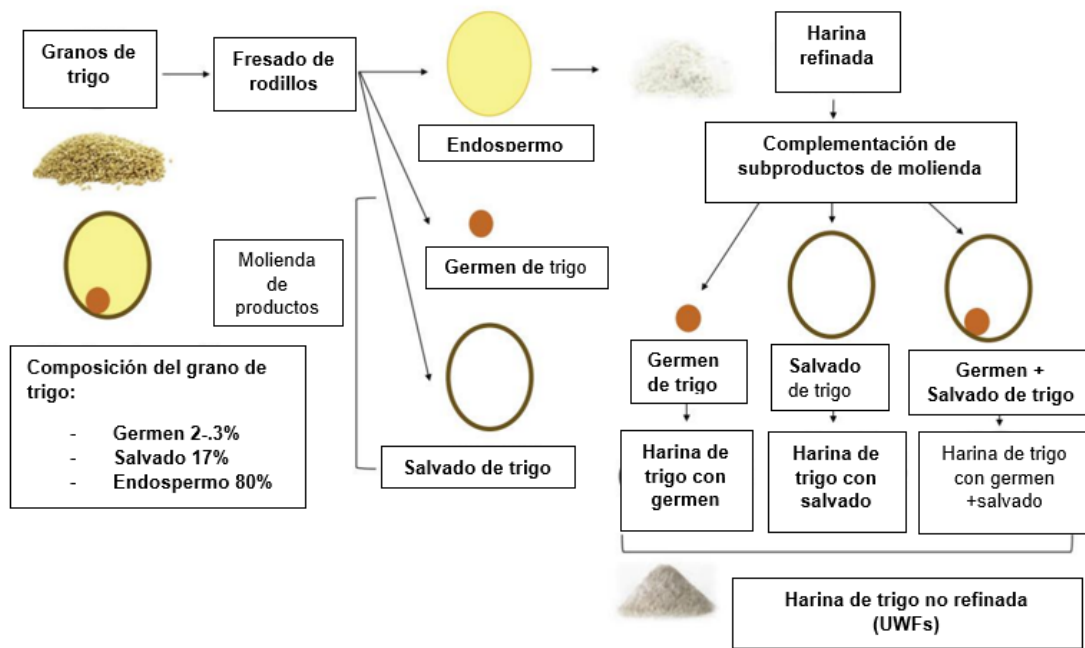 Granos de
trigo
Fresado de
rodillos
Endospermo
Harina
refinada
Complementación de
subproductos de molienda
Molienda
de
productos
Germen de trigo
Salvado de trigo
Composición del grano de
trigo:
- Germen 2-.3%
- Salvado 17%
- Endospermo 80%
Germen
de trigo
Salvado
de trigo
Germen +
Salvado de trigo
Harina de
trigo con
germen
Harina de
trigo con
salvado
Harina de trigo
con germen
+salvado
Harina de trigo no refinada
(UWFs)